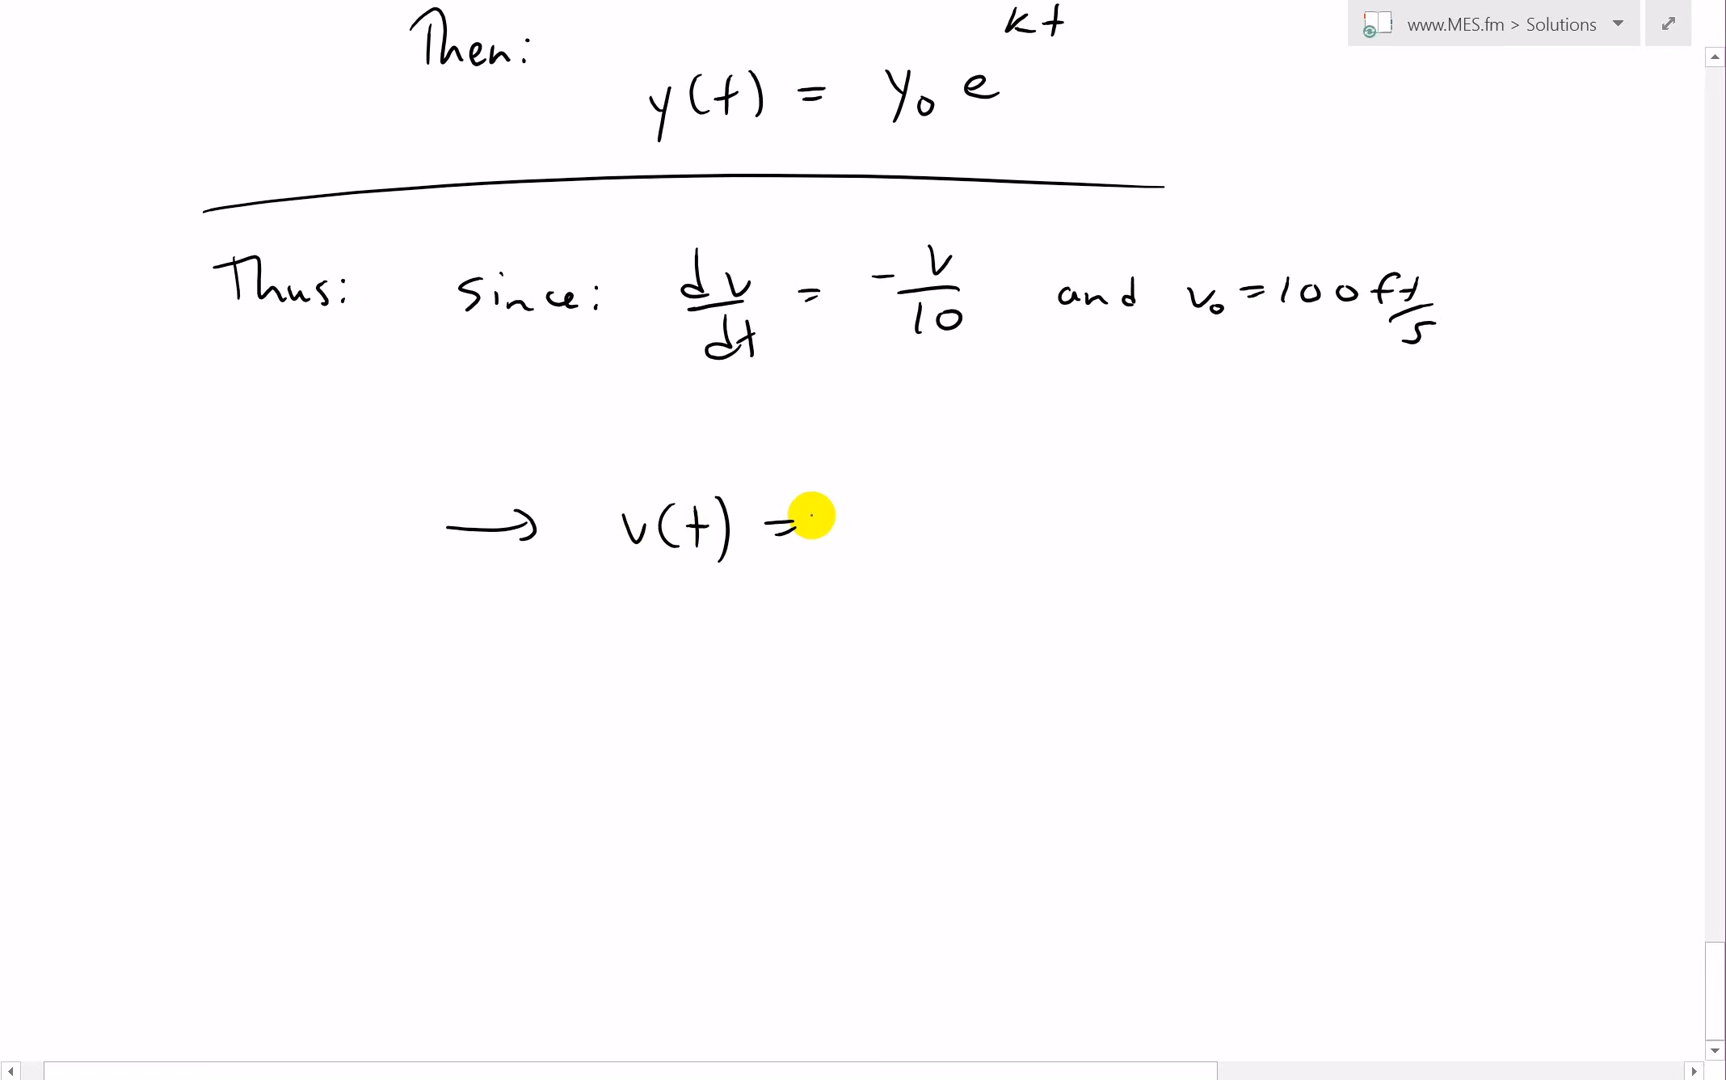 www.MES.fm > Solutions
Then:
y(t) = y₀ e^{kt}
Thus: Since: dv/dt = -v/10 and v₀ = 100 ft/s
→ v(t) =